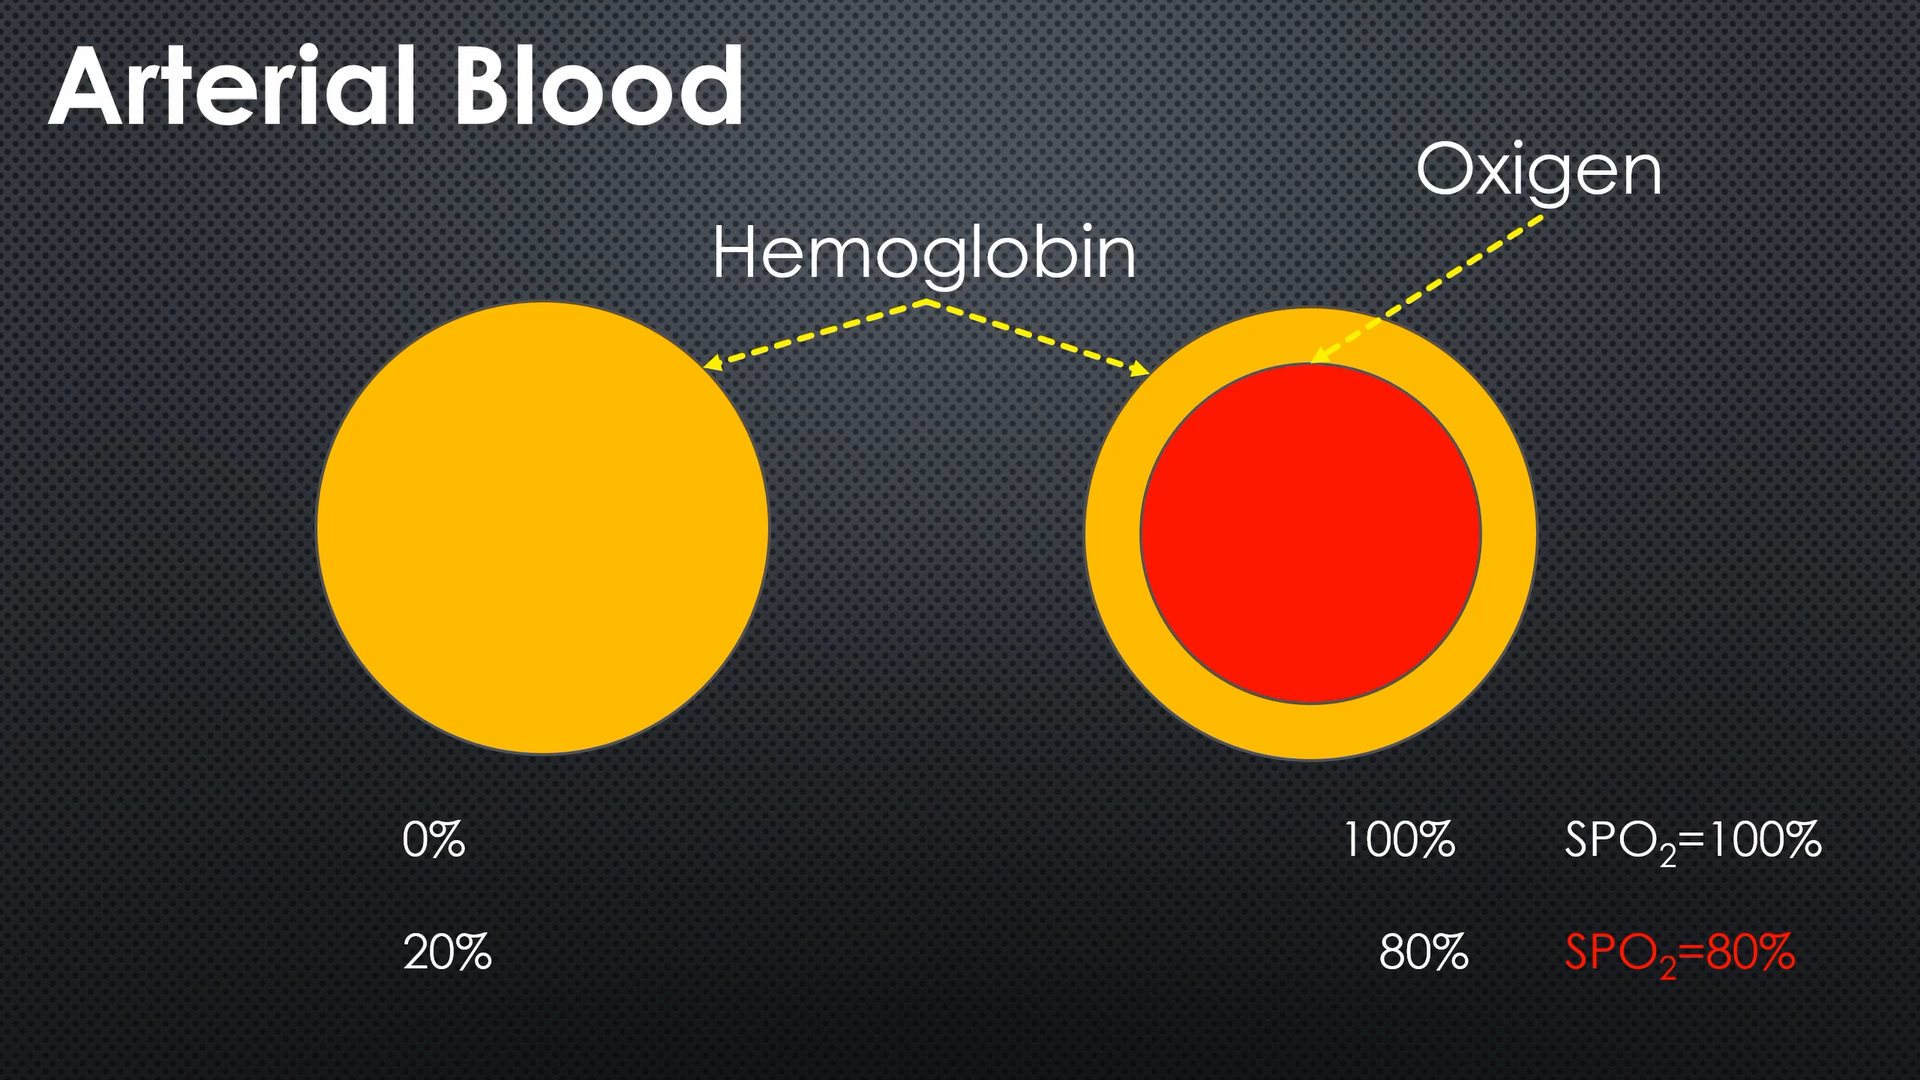 Arterial Blood
Oxigen
Hemoglobin
0% 100% SPO₂=100%
20% 80% SPO₂=80%